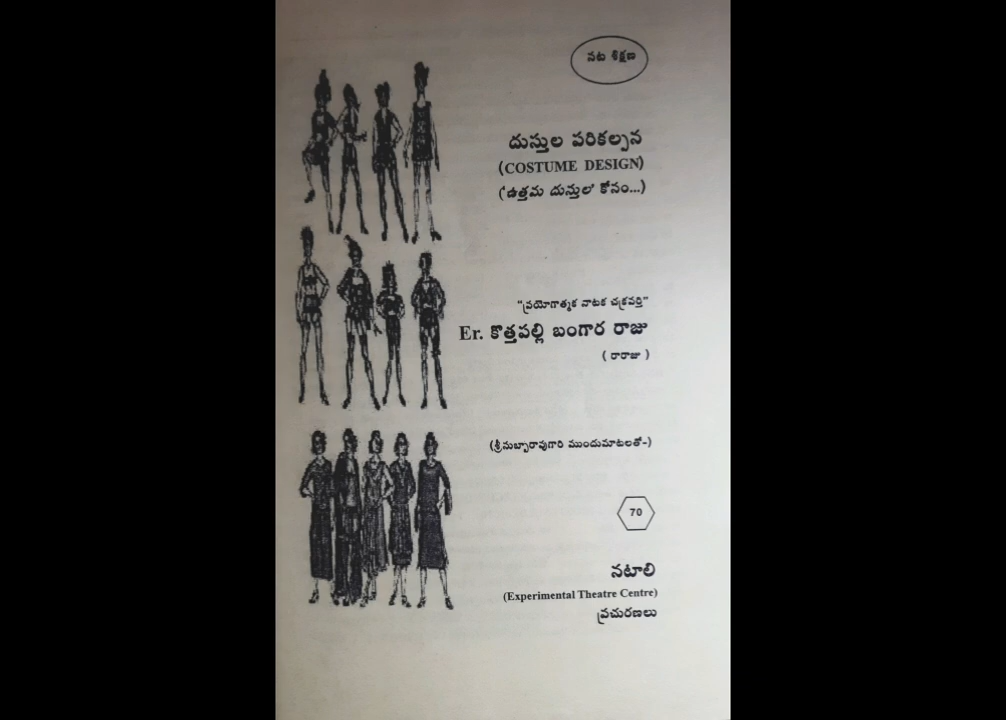 నట శిక్షణ
దుస్తుల పరికల్పన
(COSTUME DESIGN)
('ఉత్తమ దుస్తుల' కోసం...)
"ప్రయోగాత్మక నాటక చక్రవర్తి"
Er. కొత్తపల్లి బంగార రాజు
( రారాజు )
(శ్రీసుబ్బారావుగారి ముందుమాటలతో-)
70
నటాలి
(Experimental Theatre Centre)
ప్రచురణలు